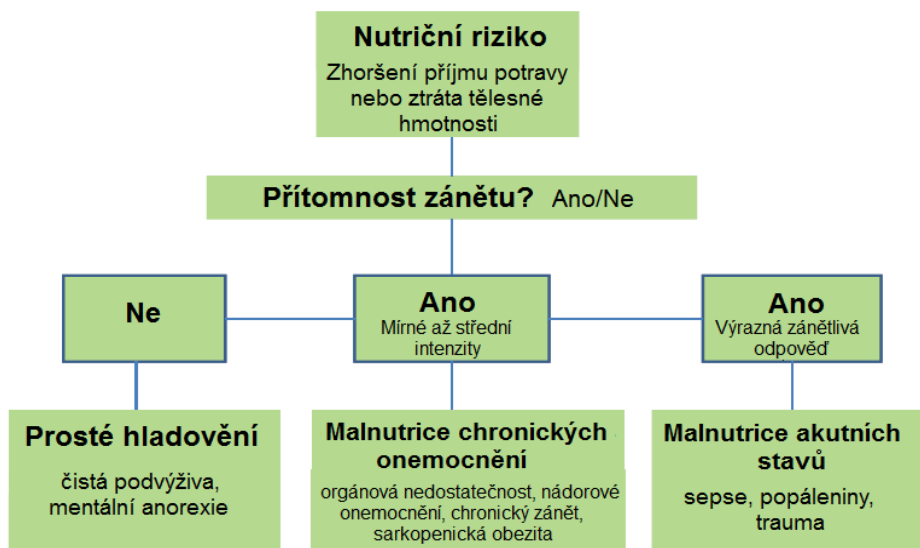 Nutriční riziko
Zhoršení příjmu potravy
nebo ztráta tělesné
hmotnosti
Přítomnost zánětu? Ano/Ne
Ne
Ano
Mírné až střední
intenzity
Ano
Výrazná zánětlivá
odpověď
Prosté hladovění
čistá podvýživa,
mentální anorexie
Malnutrice chronických
onemocnění
orgánová nedostatečnost, nádorové
onemocnění, chronický zánět,
sarkopenická obezita
Malnutrice akutních
stavů
sepse, popáleniny,
trauma